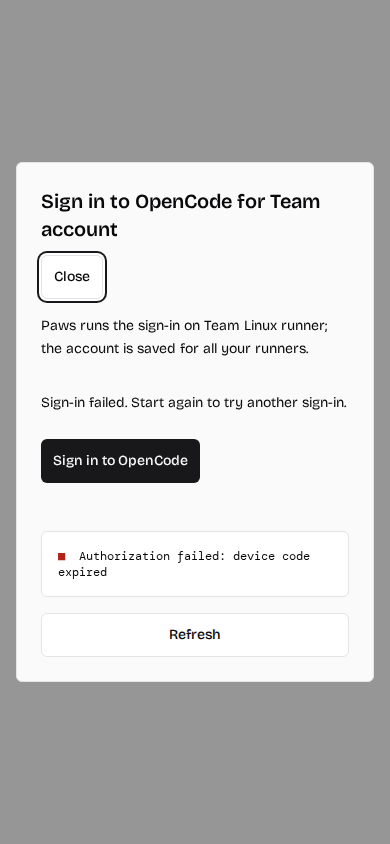 Sign in to OpenCode for Team
account
Close
Paws runs the sign-in on Team Linux runner;
the account is saved for all your runners.
Sign-in failed. Start again to try another sign-in.
Sign in to OpenCode
Authorization failed: device code
expired
Refresh